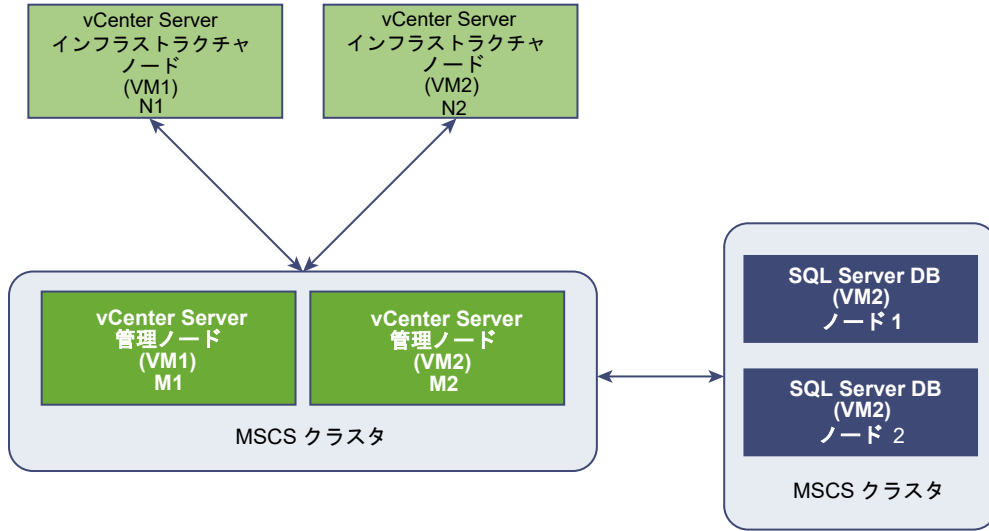 vCenter Server
インフラストラクチャ
ノード
(VM1)
N1
vCenter Server
インフラストラクチャ
ノード
(VM2)
N2
vCenter Server
管理ノード
(VM1)
M1
vCenter Server
管理ノード
(VM2)
M2
MSCS クラスタ
SQL Server DB
(VM2)
ノード 1
SQL Server DB
(VM2)
ノード 2
MSCS クラスタ